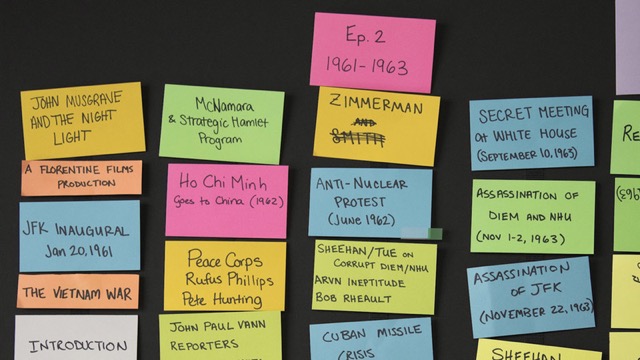 Ep. 2
1961-1963
JOHN MUSGRAVE
AND THE NIGHT
LIGHT
A FLORENTINE FILMS
PRODUCTION
JFK INAUGURAL
Jan 20, 1961
THE VIETNAM WAR
INTRODUCTION
McNamara
& Strategic Hamlet
Program
Ho Chi Minh
Goes to China (1962)
Peace Corps
Rufus Phillips
Pete Hunting
JOHN PAUL VANN
REPORTERS
ZIMMERMAN
AND
SMITH
ANTI-NUCLEAR
PROTEST
(JUNE 1962)
SHEEHAN/TUE ON
CORRUPT DIEM/NHU
ARVN INEPTITUDE
BOB RHEAULT
CUBAN MISSILE
CRISIS
SECRET MEETING
at WHITE HOUSE
(SEPTEMBER 10, 1963)
ASSASSINATION OF
DIEM AND NHU
(NOV 1-2, 1963)
ASSASSINATION
OF JFK
(NOVEMBER 22, 1963)
SHEEHAN